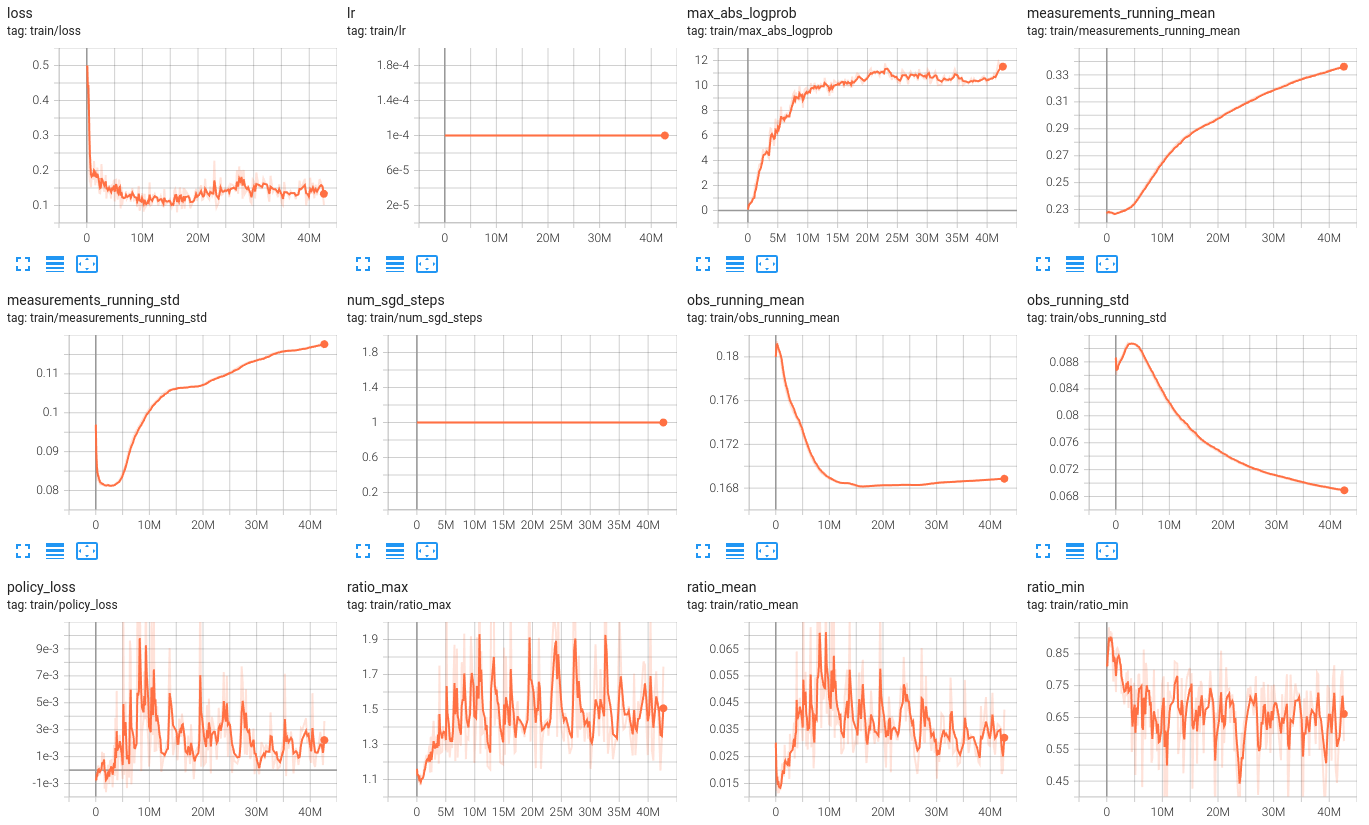 loss
tag: train/loss
0.5
0.4
0.3
0.2
0.1
0 10M 20M 30M 40M
lr
tag: train/lr
1.8e-4
1.4e-4
1e-4
6e-5
2e-5
0 10M 20M 30M 40M
max_abs_logprob
tag: train/max_abs_logprob
12
10
8
6
4
2
0
0 5M 10M 15M 20M 25M 30M 35M 40M
measurements_running_mean
tag: train/measurements_running_mean
0.33
0.31
0.29
0.27
0.25
0.23
0 10M 20M 30M 40M
measurements_running_std
tag: train/measurements_running_std
0.11
0.1
0.09
0.08
0 10M 20M 30M 40M
num_sgd_steps
tag: train/num_sgd_steps
1.8
1.4
1
0.6
0.2
0 5M 10M 15M 20M 25M 30M 35M 40M
obs_running_mean
tag: train/obs_running_mean
0.18
0.176
0.172
0.168
0 10M 20M 30M 40M
obs_running_std
tag: train/obs_running_std
0.088
0.084
0.08
0.076
0.072
0.068
0 10M 20M 30M 40M
policy_loss
tag: train/policy_loss
9e-3
7e-3
5e-3
3e-3
1e-3
-1e-3
0 10M 20M 30M 40M
ratio_max
tag: train/ratio_max
1.9
1.7
1.5
1.3
1.1
0 5M 10M 15M 20M 25M 30M 35M 40M
ratio_mean
tag: train/ratio_mean
0.065
0.055
0.045
0.035
0.025
0.015
0 10M 20M 30M 40M
ratio_min
tag: train/ratio_min
0.85
0.75
0.65
0.55
0.45
0 10M 20M 30M 40M